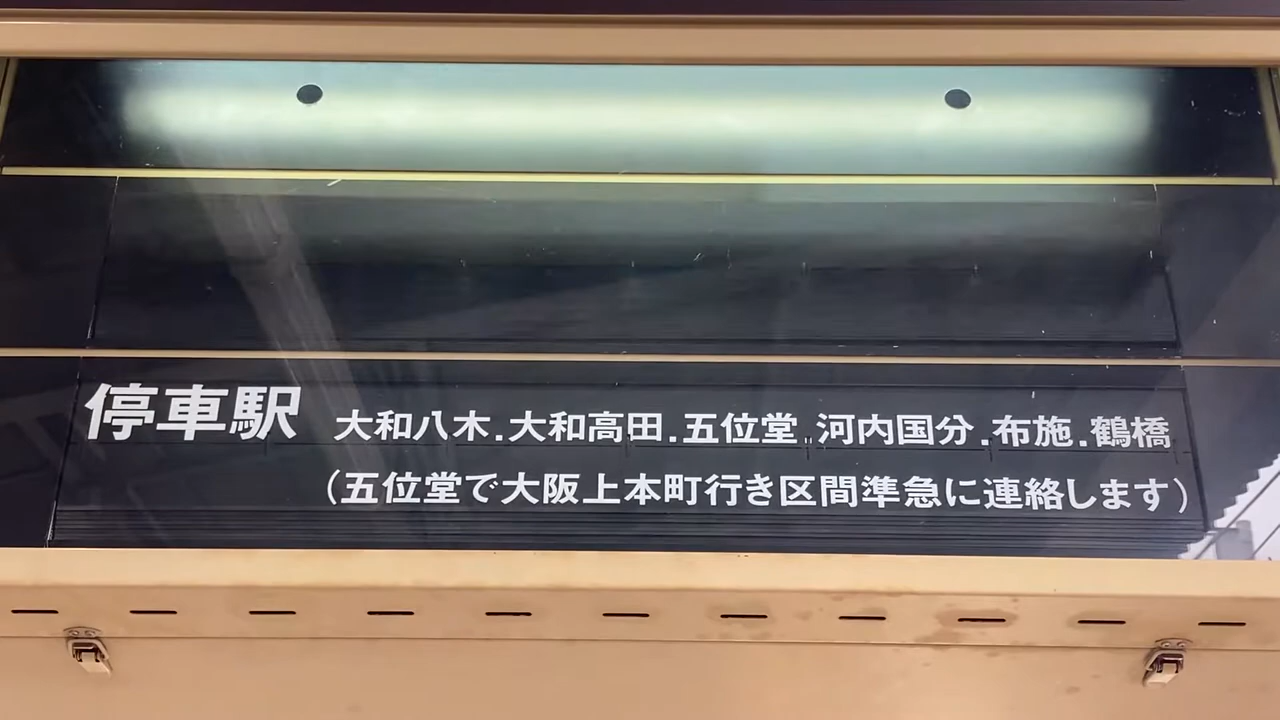 停車駅 大和八木.大和高田.五位堂.河内国分.布施.鶴橋
(五位堂で大阪上本町行き区間準急に連絡します)